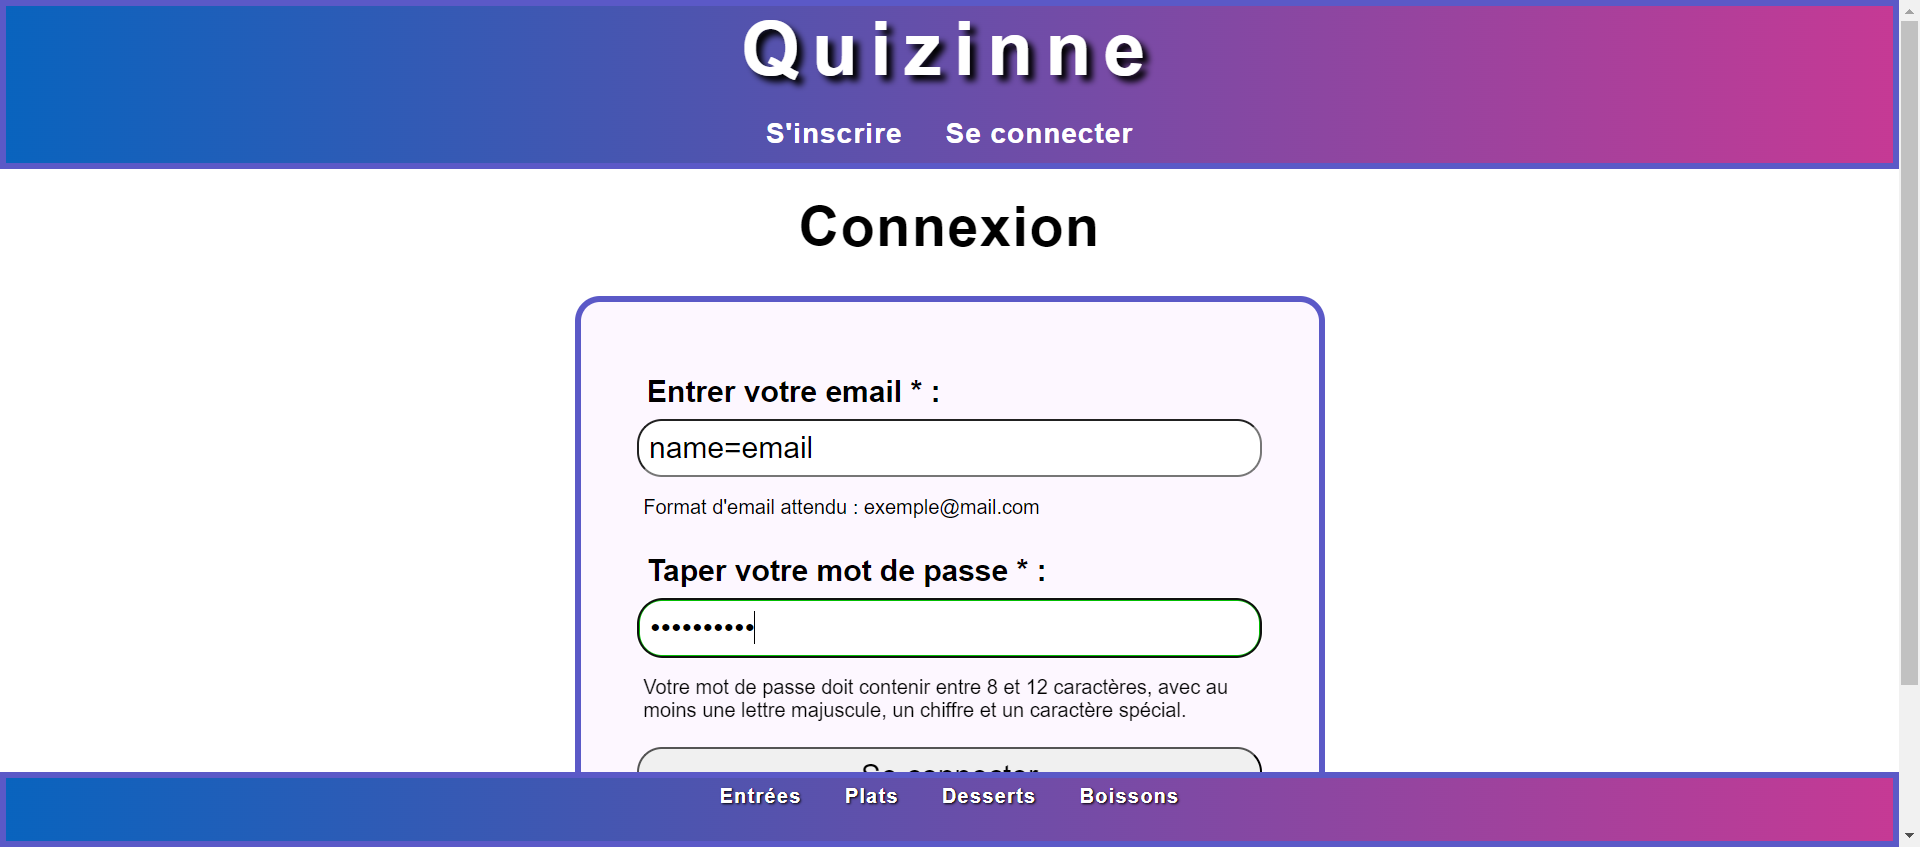 Quizinne
S'inscrire Se connecter
Connexion
Entrer votre email * :
name=email
Format d'email attendu : exemple@mail.com
Taper votre mot de passe * :
••••••••••
Votre mot de passe doit contenir entre 8 et 12 caractères, avec au
moins une lettre majuscule, un chiffre et un caractère spécial.
Se connecter
Entrées Plats Desserts Boissons